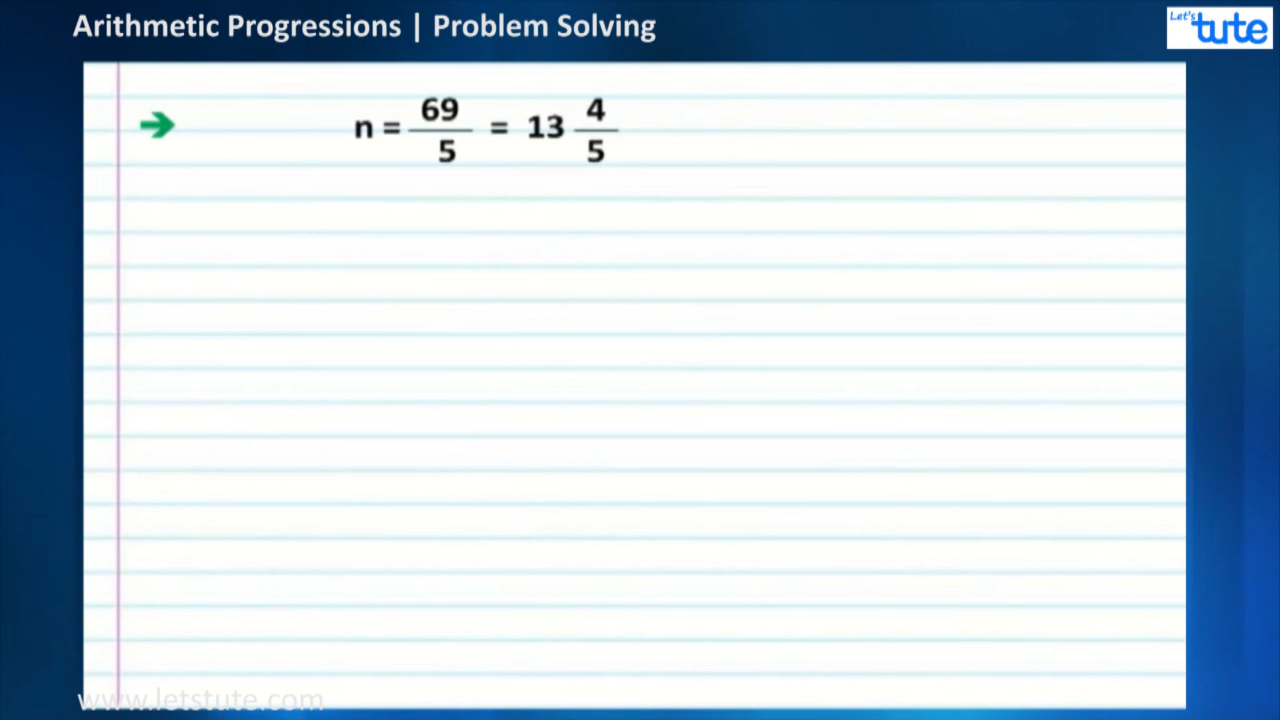 Arithmetic Progressions | Problem Solving
Let's tute
n = 69/5 = 13 4/5
www.letstute.com